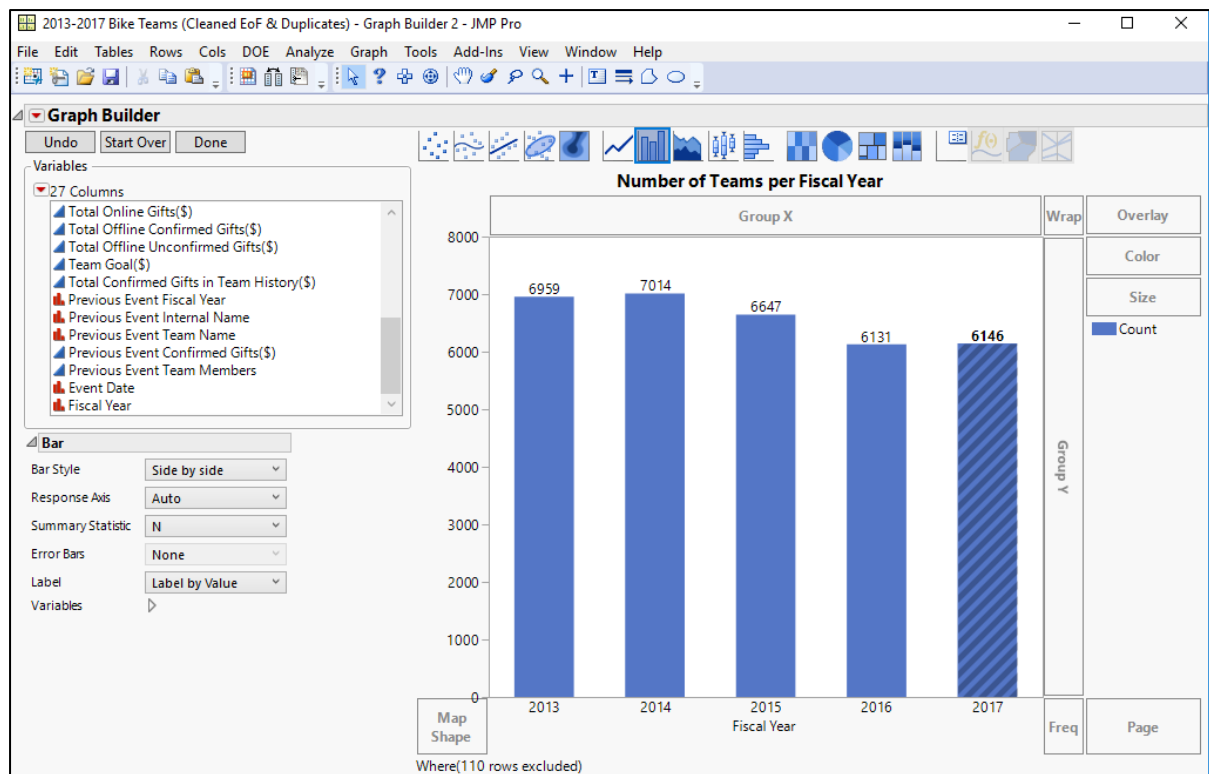 2013-2017 Bike Teams (Cleaned EoF & Duplicates) - Graph Builder 2 - JMP Pro
File Edit Tables Rows Cols DOE Analyze Graph Tools Add-Ins View Window Help
Graph Builder
Undo Start Over Done
Variables
27 Columns
Total Online Gifts($)
Total Offline Confirmed Gifts($)
Total Offline Unconfirmed Gifts($)
Team Goal($)
Total Confirmed Gifts in Team History($)
Previous Event Fiscal Year
Previous Event Internal Name
Previous Event Team Name
Previous Event Confirmed Gifts($)
Previous Event Team Members
Event Date
Fiscal Year
Bar
Bar Style Side by side
Response Axis Auto
Summary Statistic N
Error Bars None
Label Label by Value
Variables
Number of Teams per Fiscal Year
Group X
Wrap
Overlay
Color
Size
Count
8000
7000
6000
5000
4000
3000
2000
1000
0
6959
7014
6647
6131
6146
Group Y
2013 2014 2015 2016 2017
Fiscal Year
Map
Shape
Freq
Page
Where(110 rows excluded)